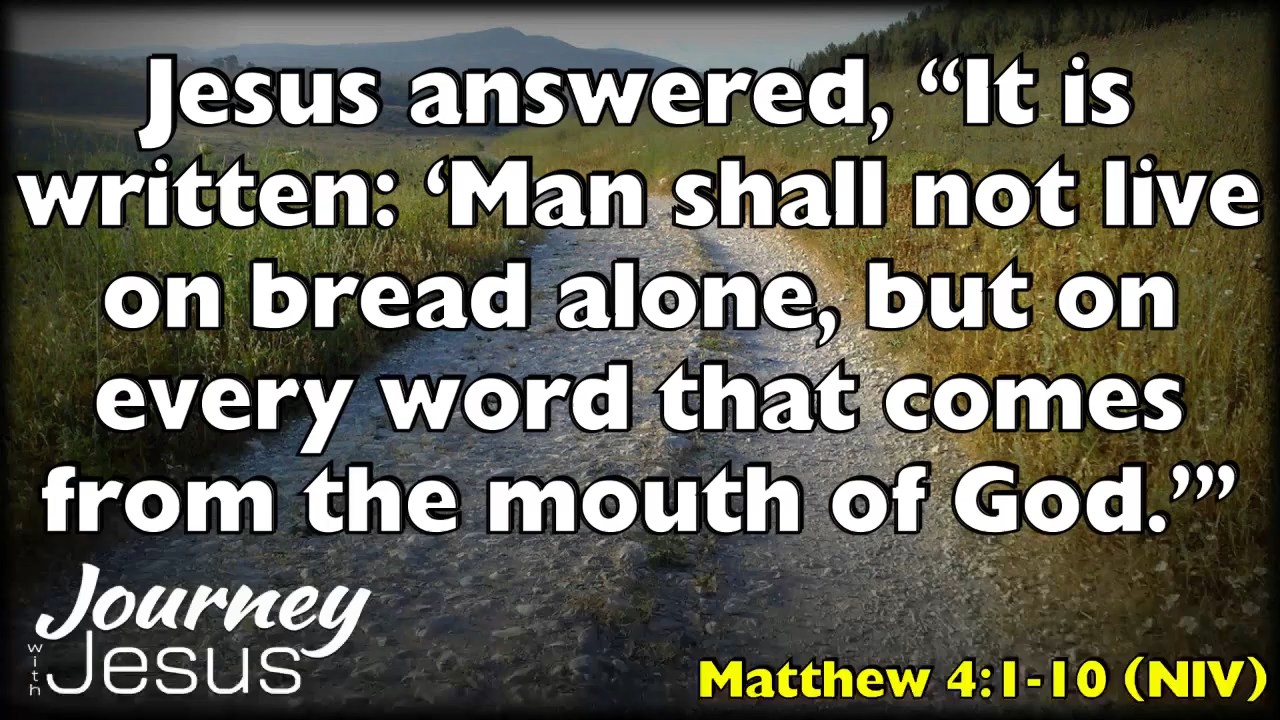 Jesus answered, “It is
written: ‘Man shall not live
on bread alone, but on
every word that comes
from the mouth of God.’”
Journey
with
Jesus
Matthew 4:1-10 (NIV)